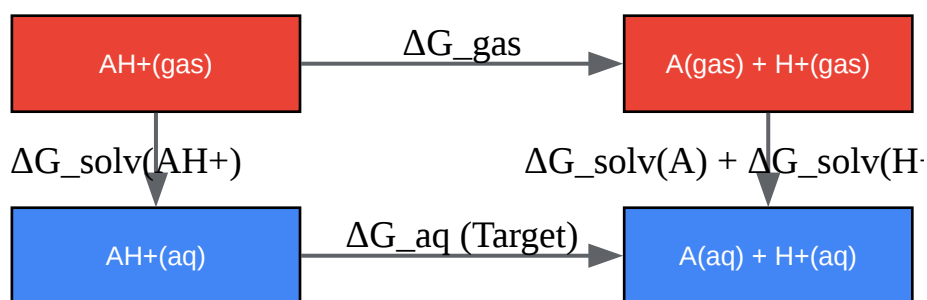 ΔG_gas
AH+(gas)
A(gas) + H+(gas)
ΔG_solv(AH+)
ΔG_solv(A) + ΔG_solv(H+
ΔG_aq (Target)
AH+(aq)
A(aq) + H+(aq)